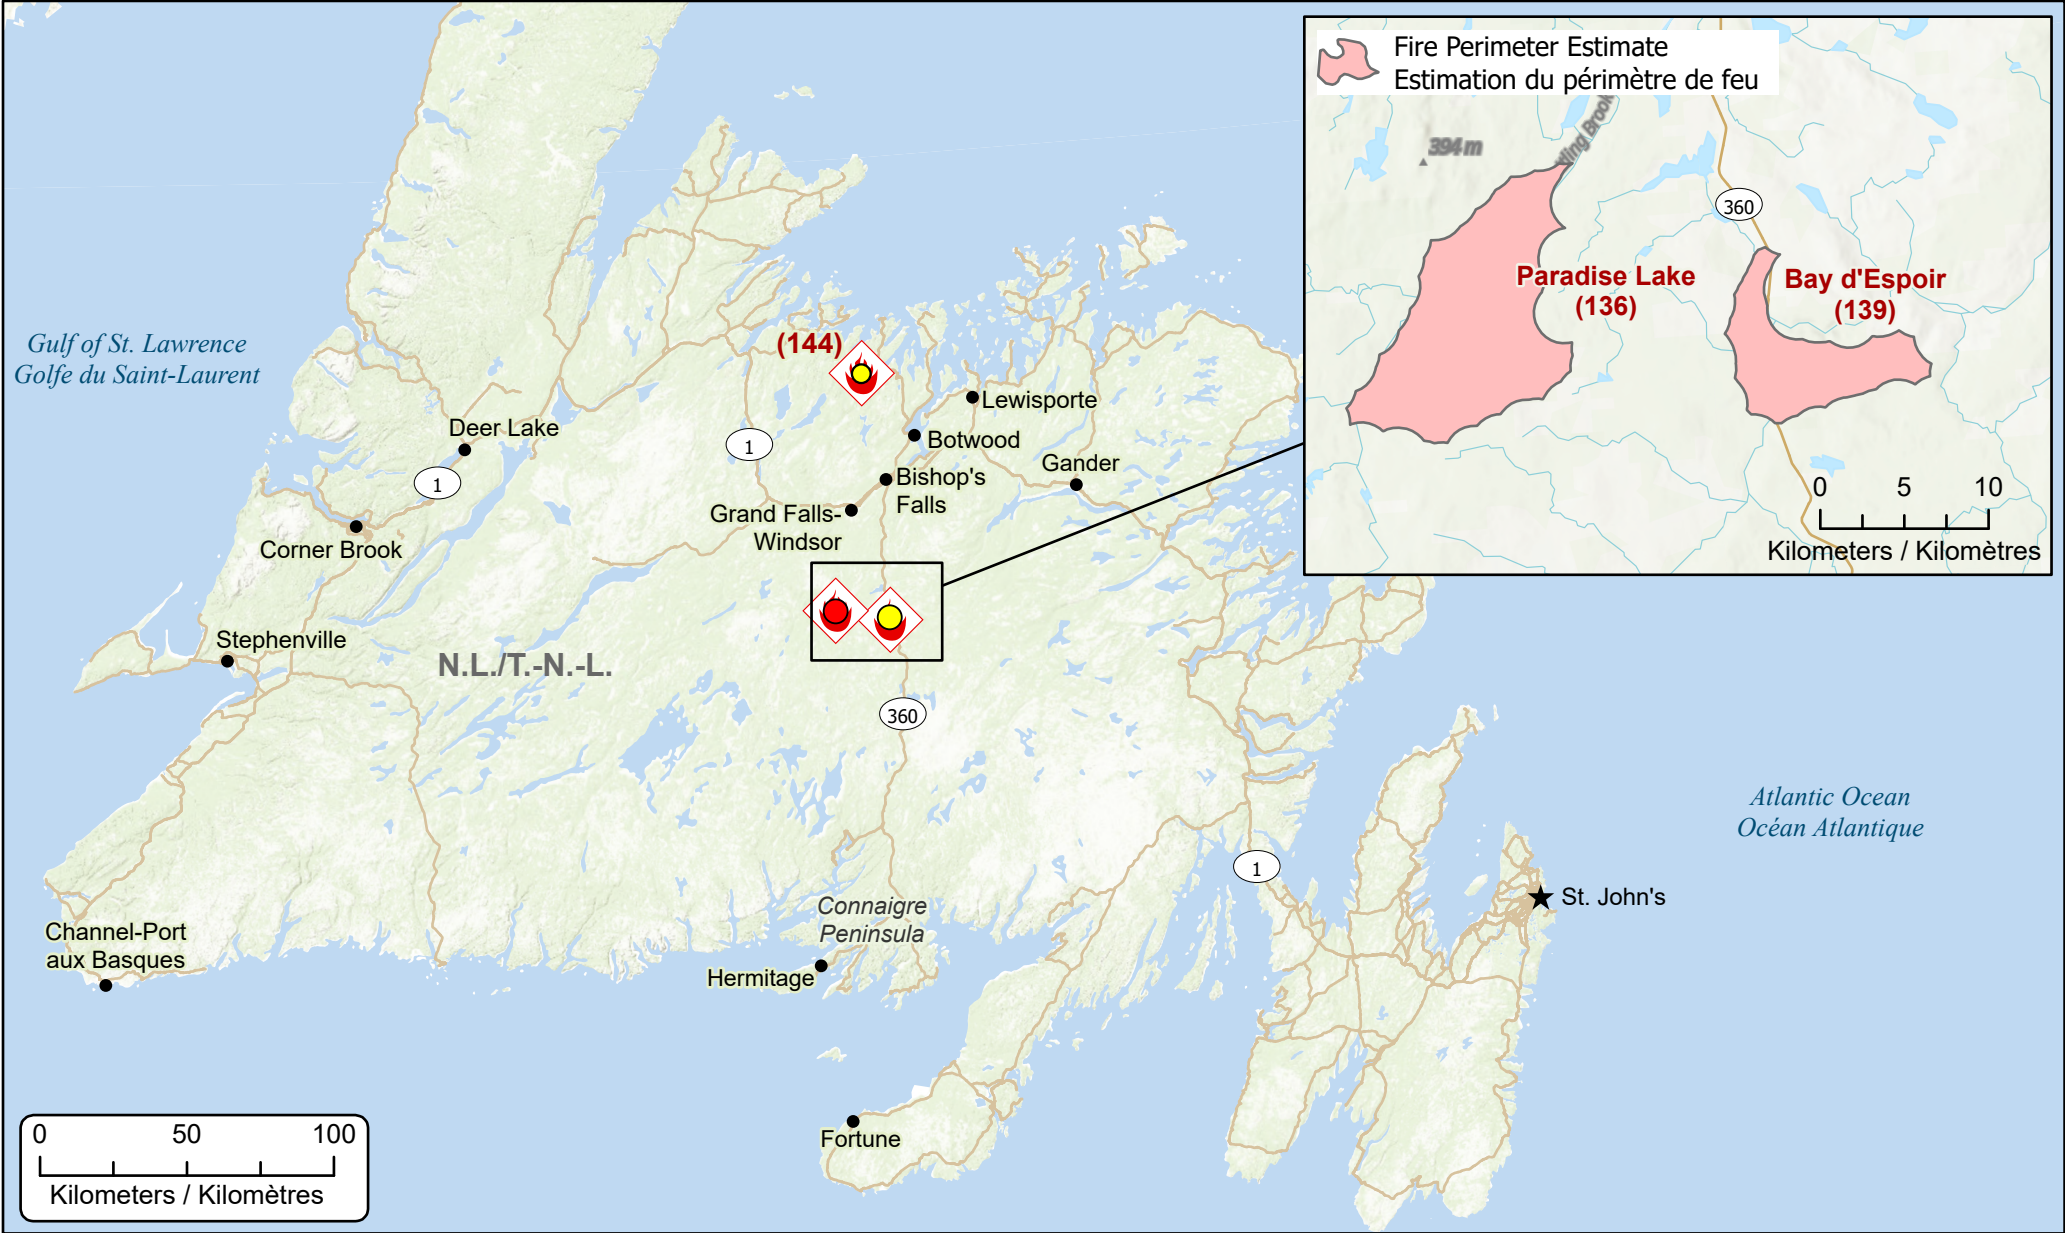 Fire Perimeter Estimate
Estimation du périmètre de feu
394 m
Brook
360
Paradise Lake
(136)
Bay d'Espoir
(139)
0 5 10
Kilometers / Kilomètres
Gulf of St. Lawrence
Golfe du Saint-Laurent
(144)
Lewisporte
Deer Lake
Botwood
1
1
Gander
Bishop's
Falls
Grand Falls-
Windsor
Corner Brook
Stephenville
N.L./T.-N.-L.
360
Atlantic Ocean
Océan Atlantique
1
St. John's
Connaigre
Peninsula
Channel-Port
aux Basques
Hermitage
Fortune
0 50 100
Kilometers / Kilomètres